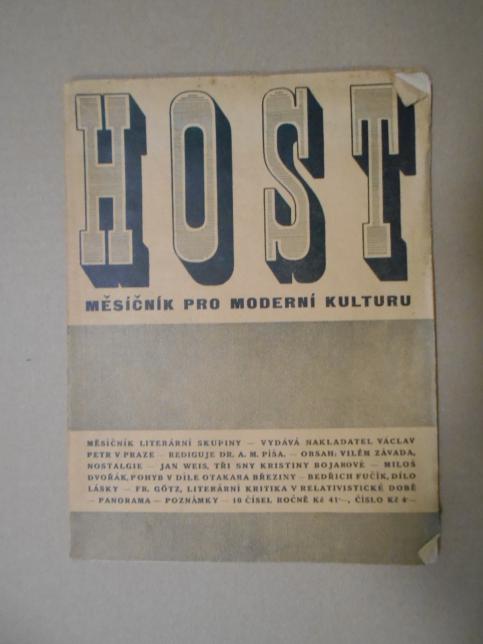 HOST
MĚSÍČNÍK PRO MODERNÍ KULTURU
MĚSÍČNÍK LITERÁRNÍ SKUPINY — VYDÁVÁ NAKLADATEL VÁCLAV
PETR V PRAZE — REDIGUJE DR. A. M. PÍŠA. — OBSAH: VILÉM ZÁVADA,
NOSTALGIE — JAN WEIS, TŘI SNY KRISTINY BOJAROVÉ — MILOŠ
DVOŘÁK, POHYB V DÍLE OTAKARA BŘEZINY — BEDŘICH FUČÍK, DÍLO
LÁSKY — FR. GÖTZ, LITERÁRNÍ KRITIKA V RELATIVISTICKÉ DOBĚ
— PANORAMA — POZNÁMKY — 10 ČÍSEL ROČNĚ Kč 41·—, ČÍSLO Kč 4·—